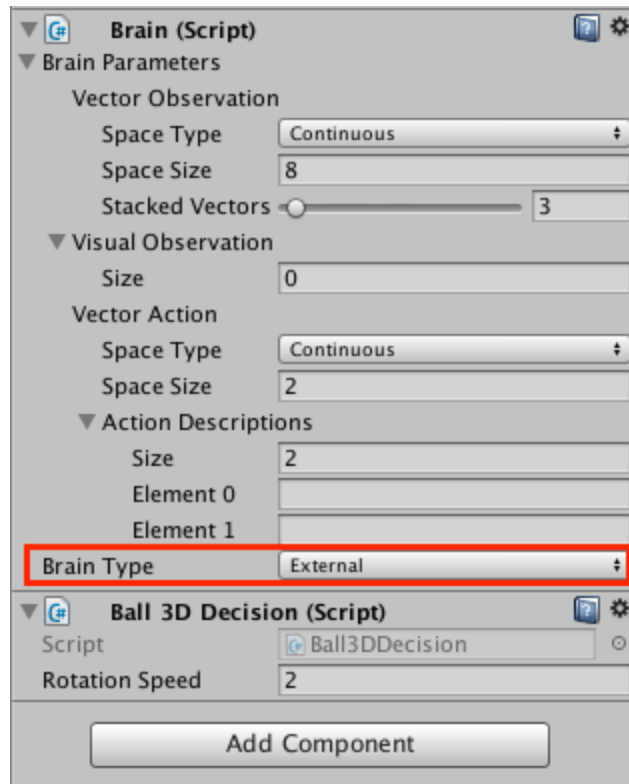 Brain (Script)
Brain Parameters
Vector Observation
Space Type Continuous
Space Size 8
Stacked Vectors 3
Visual Observation
Size 0
Vector Action
Space Type Continuous
Space Size 2
Action Descriptions
Size 2
Element 0
Element 1
Brain Type External
Ball 3D Decision (Script)
Script Ball3DDecision
Rotation Speed 2
Add Component